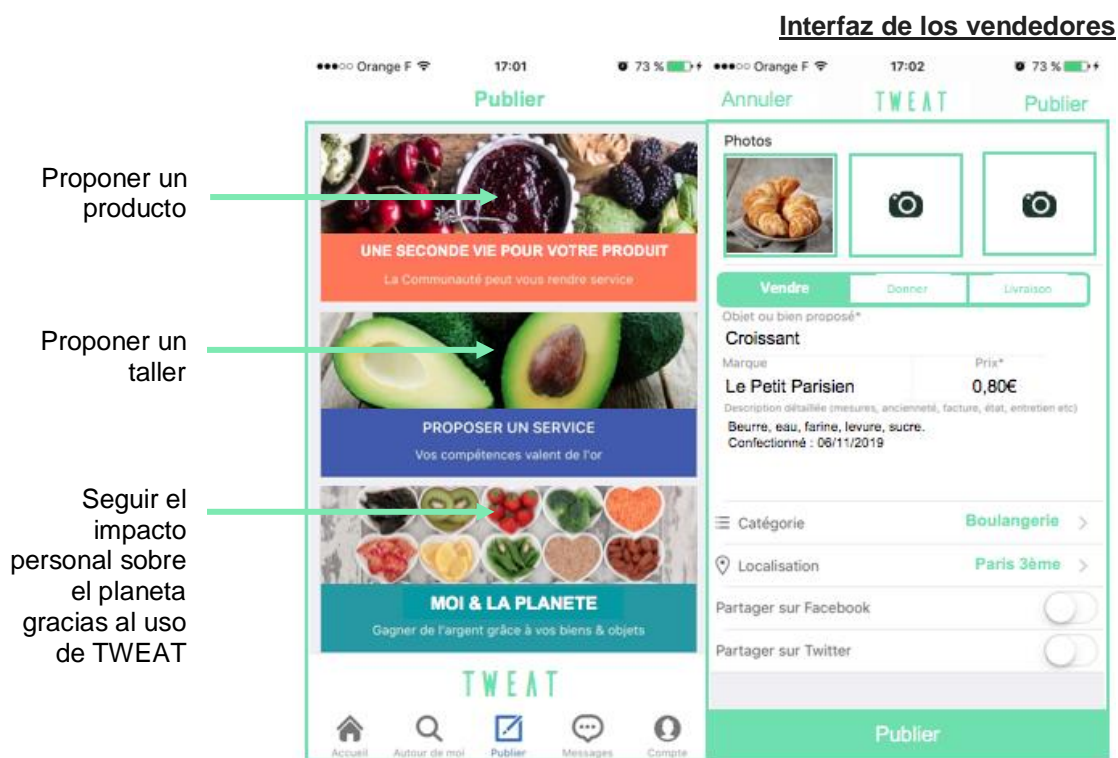 Interfaz de los vendedores
Proponer un
producto
Proponer un
taller
Seguir el
impacto
personal sobre
el planeta
gracias al uso
de TWEAT
Orange F 17:01 73 %
Publier
UNE SECONDE VIE POUR VOTRE PRODUIT
La Communauté peut vous rendre service
PROPOSER UN SERVICE
Vos compétences valent de l'or
MOI & LA PLANETE
Gagner de l'argent grâce à vos biens & objets
TWEAT
Accueil Autour de moi Publier Messages Compte
Orange F 17:02 73 %
Annuler TWEAT Publier
Photos
Vendre Donner Livraison
Objet ou bien proposé*
Croissant
Marque Prix*
Le Petit Parisien 0,80€
Description détaillée (mesures, ancienneté, facture, état, entretien etc)
Beurre, eau, farine, levure, sucre.
Confectionné : 06/11/2019
Catégorie Boulangerie >
Localisation Paris 3ème >
Partager sur Facebook
Partager sur Twitter
Publier